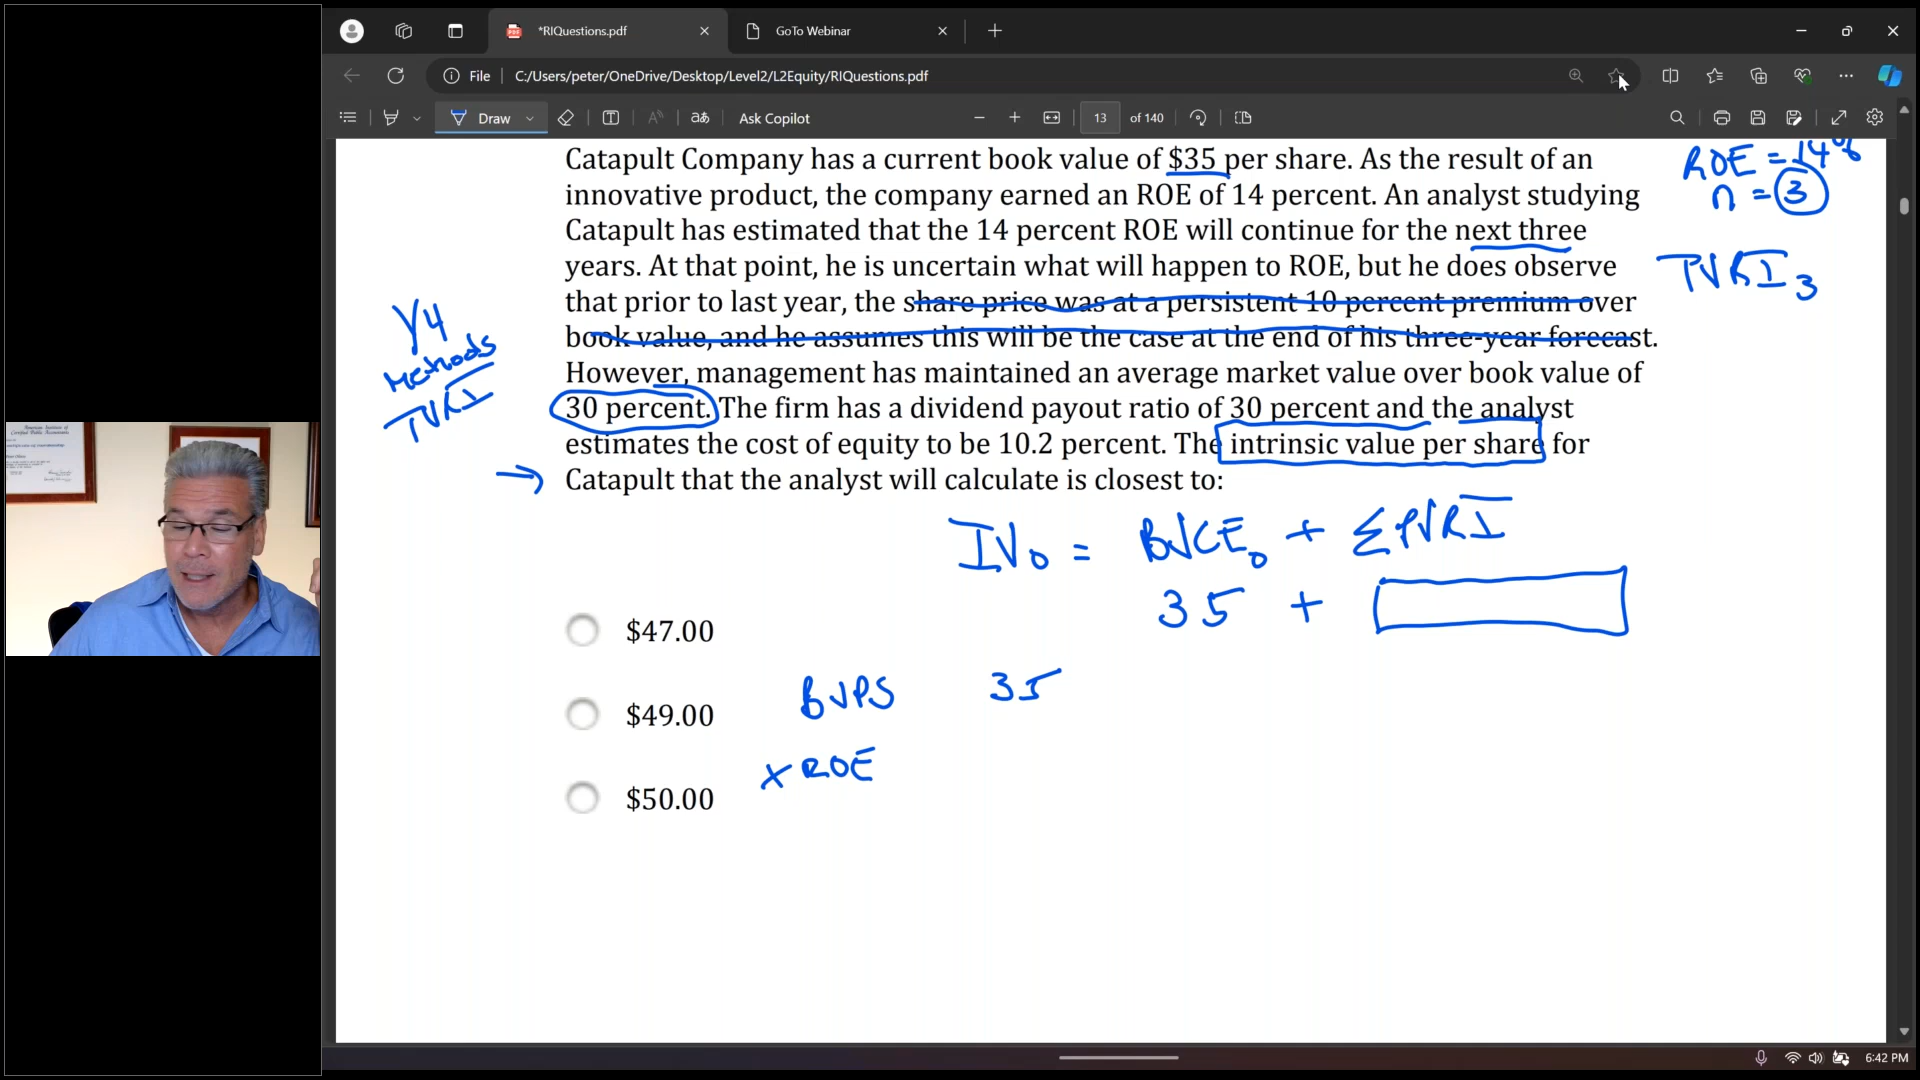 *RIQuestions.pdf
GoTo Webinar
File
C:/Users/peter/OneDrive/Desktop/Level2/L2Equity/RIQuestions.pdf
Draw
aあ
Ask Copilot
13
of 140
Catapult Company has a current book value of $35 per share. As the result of an
innovative product, the company earned an ROE of 14 percent. An analyst studying
Catapult has estimated that the 14 percent ROE will continue for the next three
years. At that point, he is uncertain what will happen to ROE, but he does observe
that prior to last year, the share price was at a persistent 10 percent premium over
book value, and he assumes this will be the case at the end of his three-year forecast.
However, management has maintained an average market value over book value of
30 percent. The firm has a dividend payout ratio of 30 percent and the analyst
estimates the cost of equity to be 10.2 percent. The intrinsic value per share for
Catapult that the analyst will calculate is closest to:
ROE = 14%
n = 3
TVRI3
Methods
TVRI
IV0 = BVCE0 + ΣPVRI
35 +
$47.00
$49.00
$50.00
BVPS 35
x ROE
6:42 PM